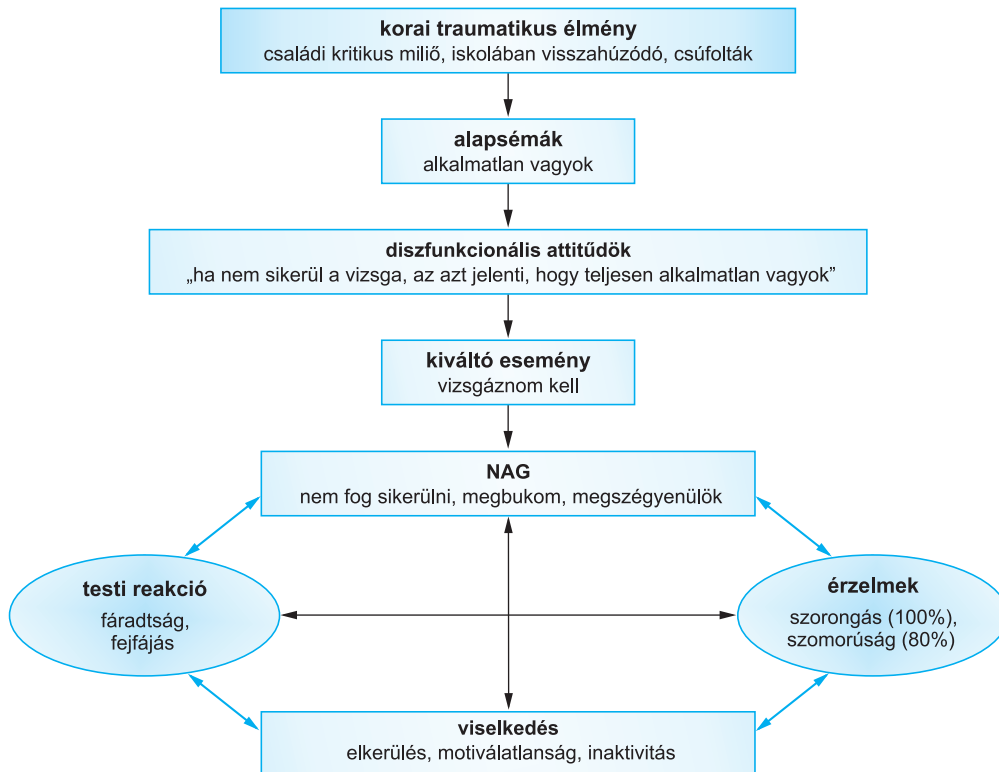 korai traumatikus élmény
családi kritikus miliő, iskolában visszahúzódó, csúfolták
alapsémák
alkalmatlan vagyok
diszfunkcionális attitűdök
„ha nem sikerül a vizsga, az azt jelenti, hogy teljesen alkalmatlan vagyok”
kiváltó esemény
vizsgáznom kell
NAG
nem fog sikerülni, megbukom, megszégyenülök
testi reakció
fáradtság,
fejfájás
érzelmek
szorongás (100%),
szomorúság (80%)
viselkedés
elkerülés, motiválatlanság, inaktivitás